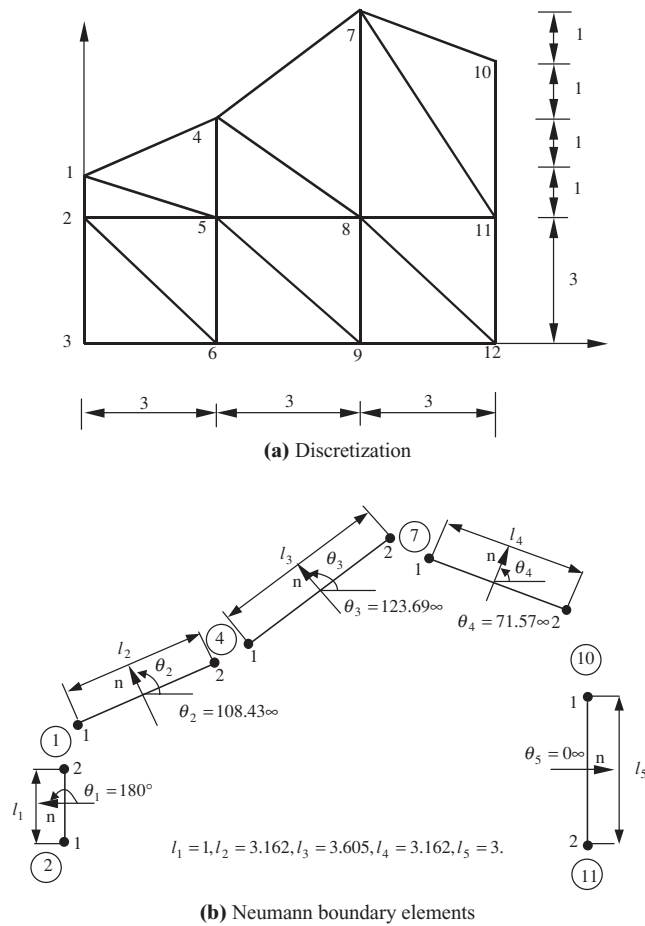 7
1
10
1
4
1
1
1
2
5
8
11
3
3
6
9
12
3
3
3
(a) Discretization
l₃
2
7
l₄
n
θ₃
1
n
θ₄
θ₃ = 123.69∞
θ₄ = 71.57∞ 2
4
1
l₂
n
θ₂
2
10
θ₂ = 108.43∞
1
1
1
2
θ₅ = 0∞
n
l₅
l₁
θ₁ = 180°
n
1
l₁ = 1, l₂ = 3.162, l₃ = 3.605, l₄ = 3.162, l₅ = 3.
2
2
11
(b) Neumann boundary elements